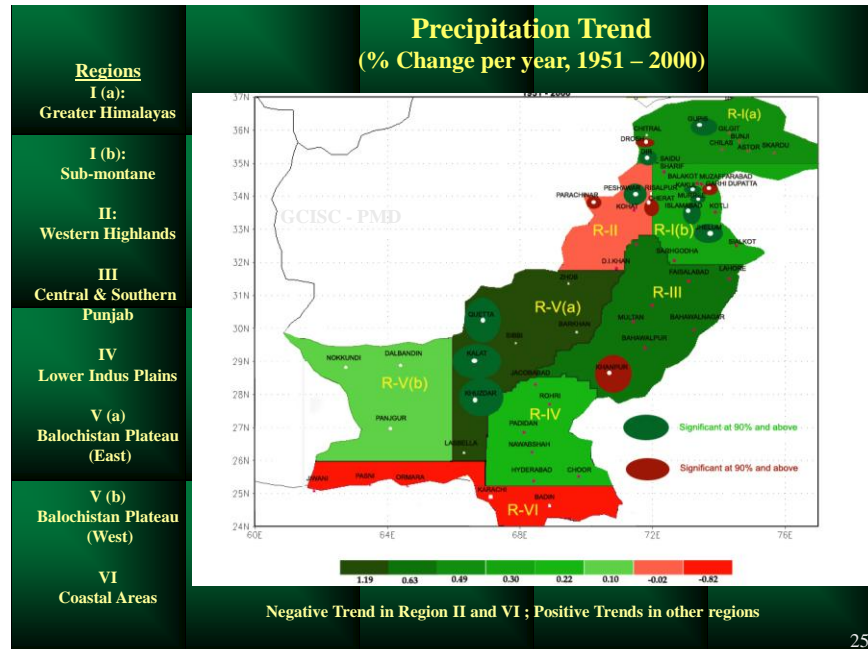 Precipitation Trend
(% Change per year, 1951 – 2000)
Regions
I (a):
Greater Himalayas
I (b):
Sub-montane
II:
Western Highlands
III
Central & Southern
Punjab
IV
Lower Indus Plains
V (a)
Balochistan Plateau
(East)
V (b)
Balochistan Plateau
(West)
VI
Coastal Areas
1951 - 2000
37N
36N
35N
34N
33N
32N
31N
30N
29N
28N
27N
26N
25N
24N
60E
64E
68E
72E
76E
GCISC - PMD
R-I(a)
GUPIS
CHITRAL
GILGIT
DROSH
BUNJI
CHILAS
ASTOR
SKARDU
DIR
SAIDU
SHARIF
BALAKOT
MUZAFFARABAD
KAKUL
GARHI DUPATTA
PESHAWAR
RISALPUR
PARACHINAR
CHERAT
ISLAMABAD
KOHAT
KOTLI
R-II
R-I(b)
JHELUM
SIALKOT
SARGHODHA
D.I.KHAN
FAISALABAD
LAHORE
ZHOB
R-III
R-V(a)
QUETTA
MULTAN
BAHAWALNAGAR
BARKHAN
SIBBI
BAHAWALPUR
NOKKUNDI
DALBANDIN
KALAT
KHANPUR
JACOBABAD
R-V(b)
KHUZDAR
ROHRI
R-IV
PANJGUR
PADIDAN
LASBELLA
NAWABSHAH
HYDERABAD
CHOOR
JIWANI
PASNI
ORMARA
KARACHI
BADIN
R-VI
Significant at 90% and above
Significant at 90% and above
1.19 0.63 0.49 0.30 0.22 0.10 -0.02 -0.82
Negative Trend in Region II and VI ; Positive Trends in other regions
25